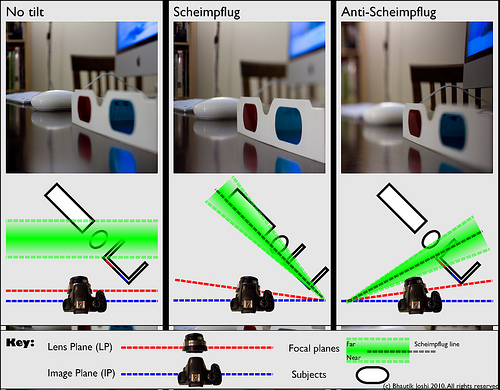 No tilt
Scheimpflug
Anti-Scheimpflug
Key:
Lens Plane (LP)
Image Plane (IP)
Focal planes
Far
Near
Scheimpflug line
Subjects
(c) Bhautik Joshi 2010. All rights reserved